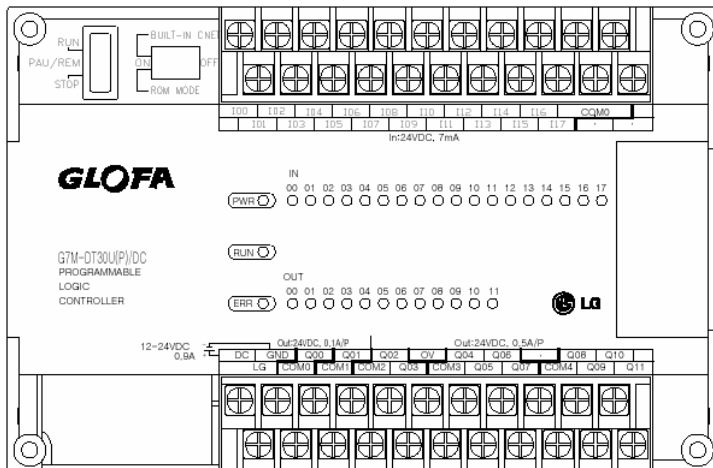 BUILT-IN CNET
RUN
PAU/REM
ON
OFF
STOP
ROM MODE
I00 I02 I04 I06 I08 I10 I12 I14 I16 COM0
I01 I03 I05 I07 I09 I11 I13 I15 I17 · ·
In:24VDC, 7mA
GLOFA
IN
00 01 02 03 04 05 06 07 08 09 10 11 12 13 14 15 16 17
PWR
G7M-DT30U(P)/DC
PROGRAMMABLE
LOGIC
CONTROLLER
RUN
OUT
00 01 02 03 04 05 06 07 08 09 10 11
ERR
LG
12-24VDC
0,9A
Out:24VDC, 0,1A/P
Out:24VDC, 0,5A/P
DC GND Q00 Q01 Q02 0V Q04 Q06 · Q08 Q10
LG COM0 COM1 COM2 Q03 COM3 Q05 Q07 COM4 Q09 Q11